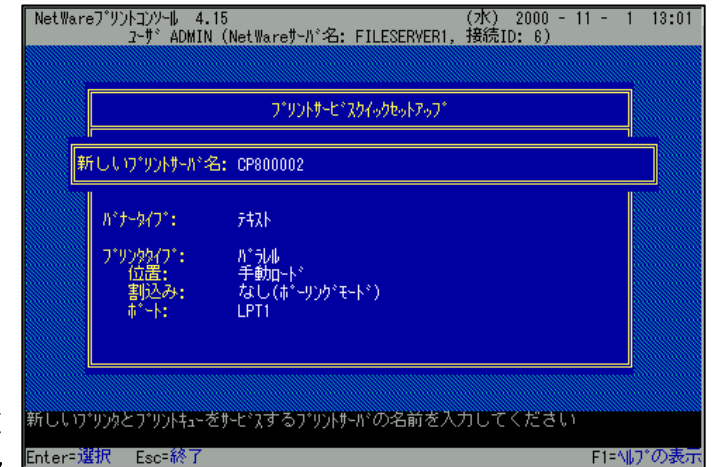 NetWareﾌﾟﾘﾝﾄｺﾝｿｰﾙ 4.15 (水) 2000 - 11 - 1 13:01
ﾕｰｻﾞ ADMIN (NetWareｻｰﾊﾞ名: FILESERVER1, 接続ID: 6)
ﾌﾟﾘﾝﾄｻｰﾋﾞｽｸｲｯｸｾｯﾄｱｯﾌﾟ
新しいﾌﾟﾘﾝﾄｻｰﾊﾞ名: CP800002
ﾊﾞﾅｰﾀｲﾌﾟ: ﾃｷｽﾄ
ﾌﾟﾘﾝﾀﾀｲﾌﾟ: ﾊﾟﾗﾚﾙ
位置: 手動ﾛｰﾄﾞ
割込み: なし(ﾎﾟｰﾘﾝｸﾞﾓｰﾄﾞ)
ﾎﾟｰﾄ: LPT1
新しいﾌﾟﾘﾝﾀとﾌﾟﾘﾝﾄｷｭｰをｻｰﾋﾞｽするﾌﾟﾘﾝﾄｻｰﾊﾞの名前を入力してください
Enter=選択 Esc=終了 F1=ﾍﾙﾌﾟの表示